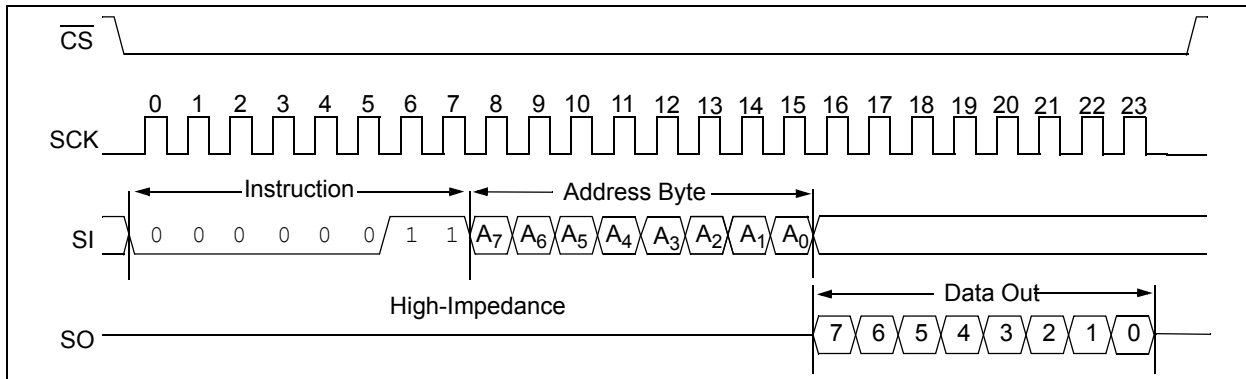 CS
0 1 2 3 4 5 6 7 8 9 10 11 12 13 14 15 16 17 18 19 20 21 22 23
SCK
Instruction Address Byte
SI 0 0 0 0 0 0 1 1 A7 A6 A5 A4 A3 A2 A1 A0
High-Impedance Data Out
SO 7 6 5 4 3 2 1 0